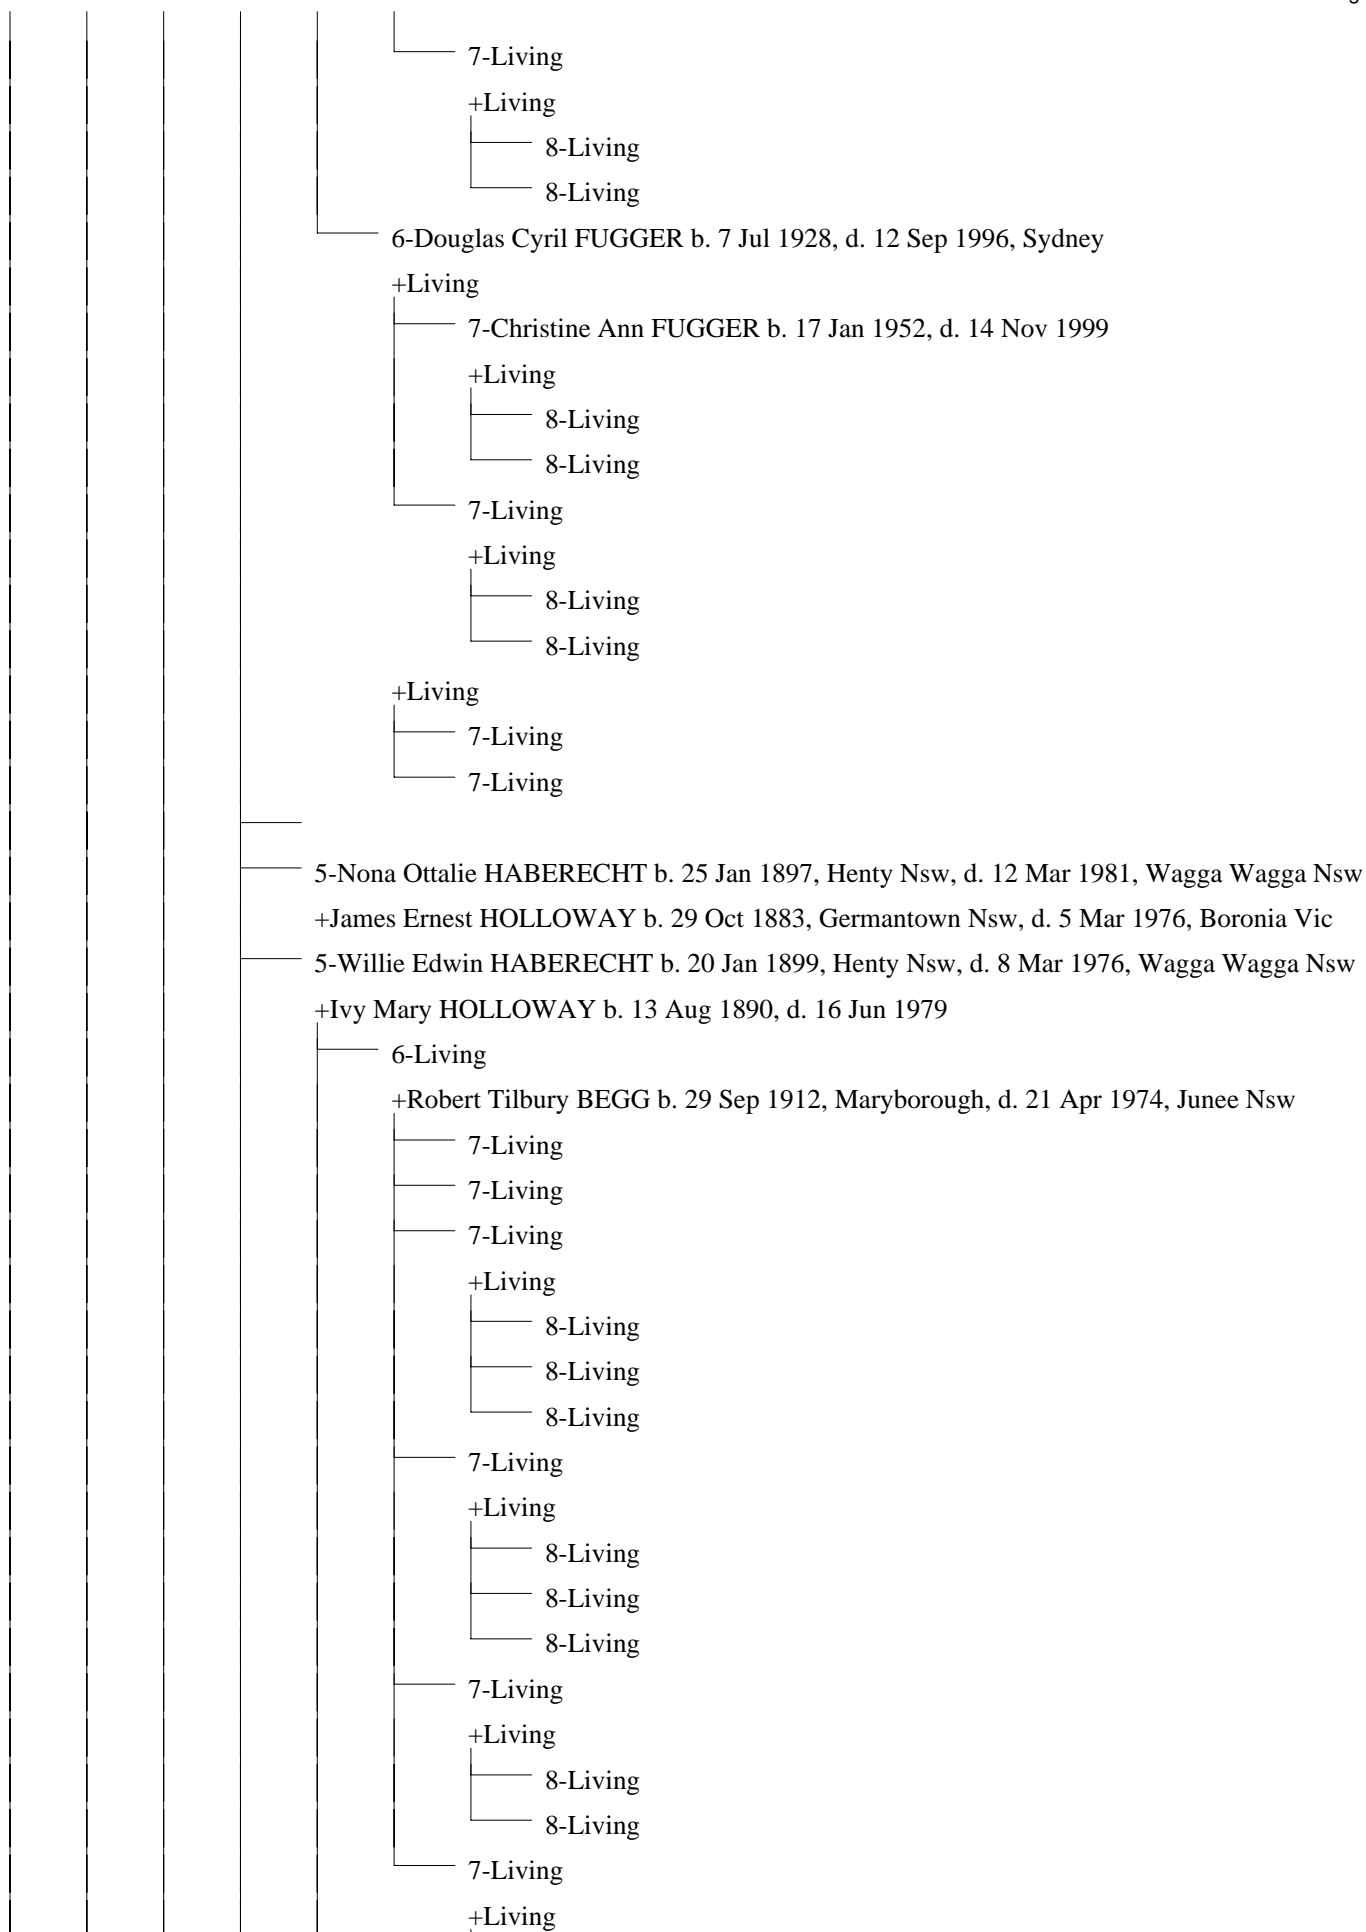 7-Living
+Living
8-Living
8-Living
6-Douglas Cyril FUGGER b. 7 Jul 1928, d. 12 Sep 1996, Sydney
+Living
7-Christine Ann FUGGER b. 17 Jan 1952, d. 14 Nov 1999
+Living
8-Living
8-Living
7-Living
+Living
8-Living
8-Living
+Living
7-Living
7-Living
5-Nona Ottalie HABERECHT b. 25 Jan 1897, Henty Nsw, d. 12 Mar 1981, Wagga Wagga Nsw
+James Ernest HOLLOWAY b. 29 Oct 1883, Germantown Nsw, d. 5 Mar 1976, Boronia Vic
5-Willie Edwin HABERECHT b. 20 Jan 1899, Henty Nsw, d. 8 Mar 1976, Wagga Wagga Nsw
+Ivy Mary HOLLOWAY b. 13 Aug 1890, d. 16 Jun 1979
6-Living
+Robert Tilbury BEGG b. 29 Sep 1912, Maryborough, d. 21 Apr 1974, Junee Nsw
7-Living
7-Living
7-Living
+Living
8-Living
8-Living
8-Living
7-Living
+Living
8-Living
8-Living
8-Living
7-Living
+Living
8-Living
8-Living
7-Living
+Living